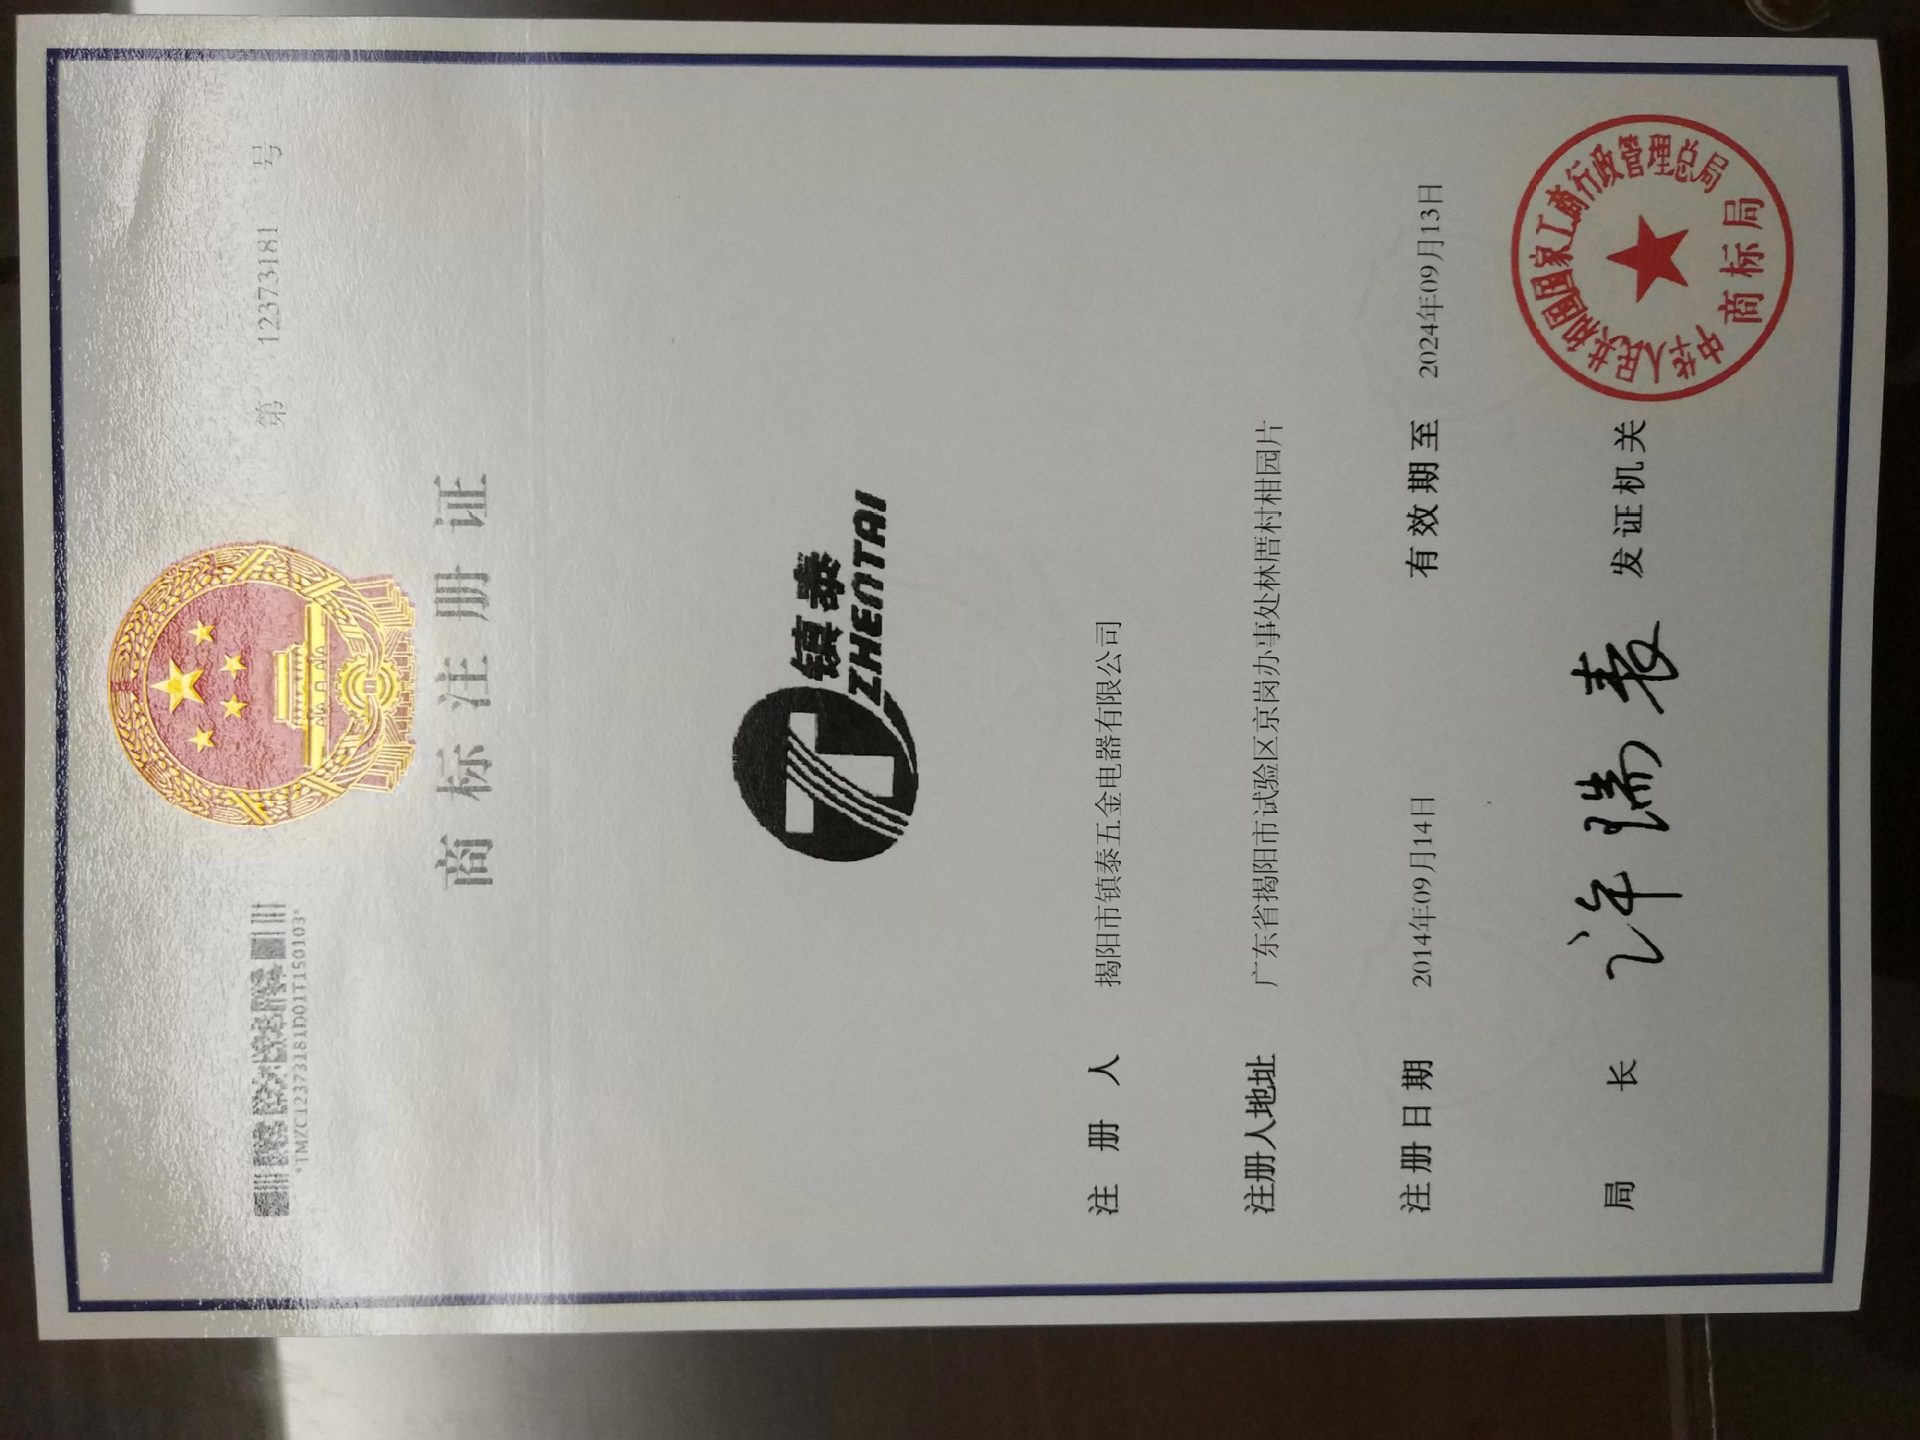 *TMZC12373181D01T150103*
第 12373181 号
商标注册证
镇泰
ZHENTAI
注册人 揭阳市镇泰五金电器有限公司
注册人地址 广东省揭阳市试验区京岗办事处林厝村柑园片
注册日期 2014年09月14日 有效期至 2024年09月13日
局长 许瑞表 发证机关
中华人民共和国国家工商行政管理总局
商标局